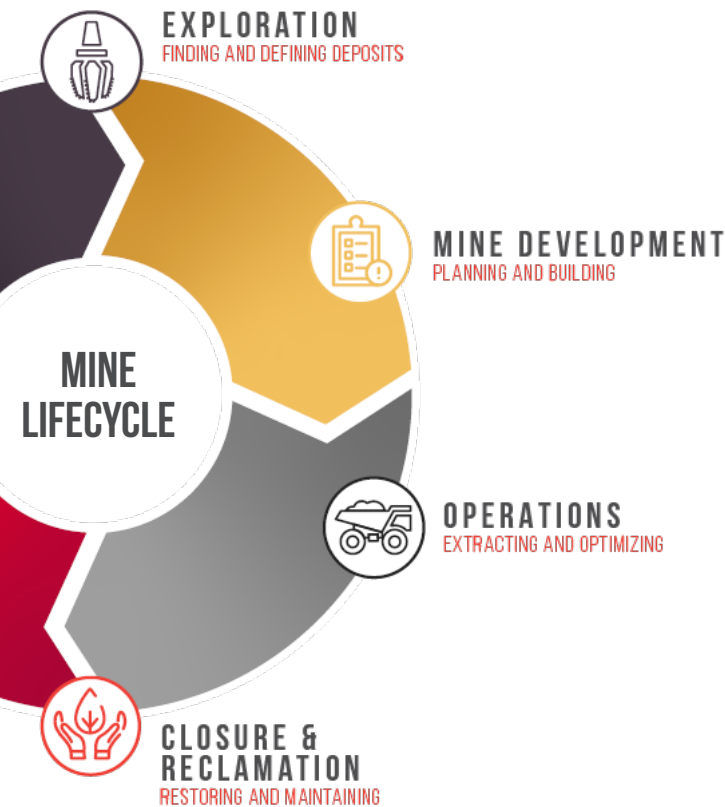 EXPLORATION
FINDING AND DEFINING DEPOSITS
MINE DEVELOPMENT
PLANNING AND BUILDING
MINE
LIFECYCLE
OPERATIONS
EXTRACTING AND OPTIMIZING
CLOSURE &
RECLAMATION
RESTORING AND MAINTAINING